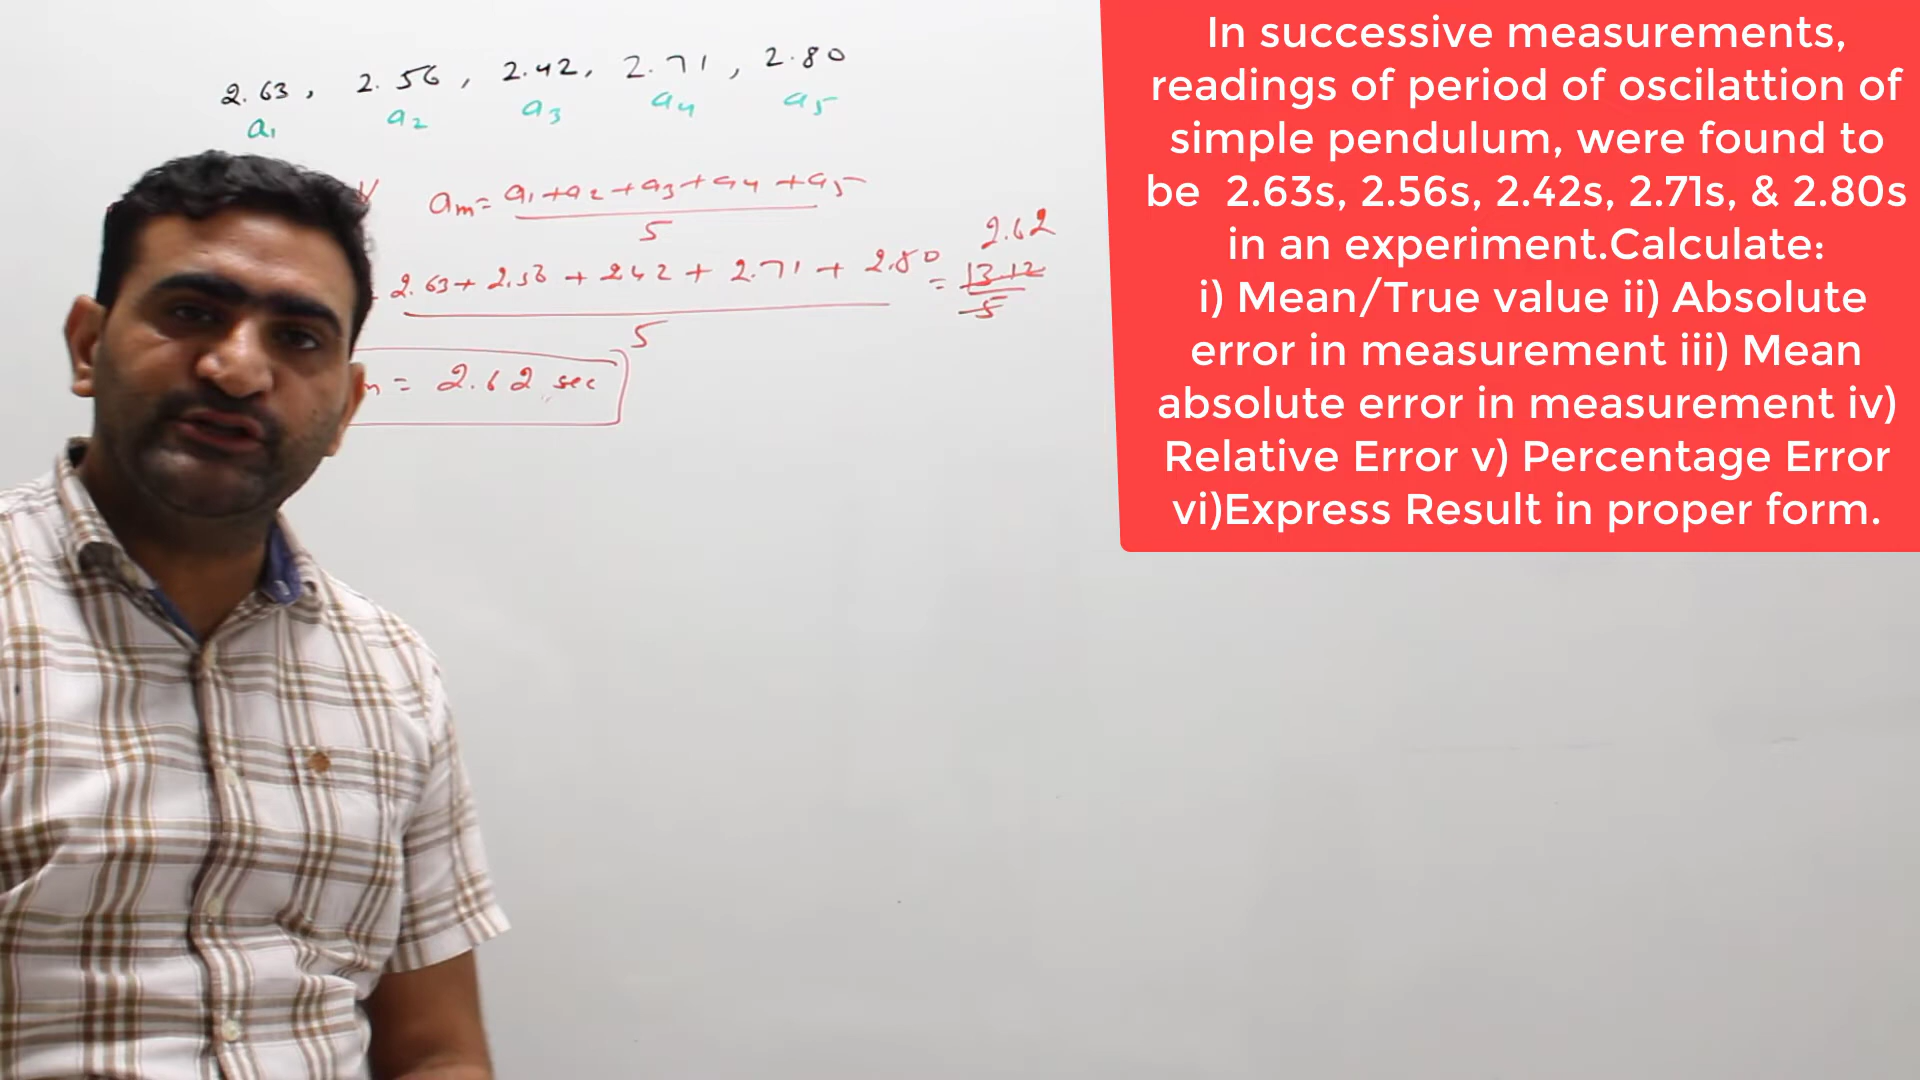 2.63, 2.56, 2.42, 2.71, 2.80
a1 a2 a3 a4 a5
am = a1+a2+a3+a4+a5
5
2.63+2.56+2.42+2.71+2.80 = 13.12
5 5
2.62
= 2.62 sec
In successive measurements,
readings of period of oscilattion of
simple pendulum, were found to
be 2.63s, 2.56s, 2.42s, 2.71s, & 2.80s
in an experiment.Calculate:
i) Mean/True value ii) Absolute
error in measurement iii) Mean
absolute error in measurement iv)
Relative Error v) Percentage Error
vi)Express Result in proper form.